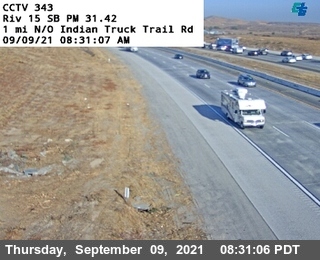 CCTV 343
Riv 15 SB PM 31.42
1 mi N/O Indian Truck Trail Rd
09/09/21 08:31:07 AM
Thursday, September 09, 2021 08:31:06 PDT